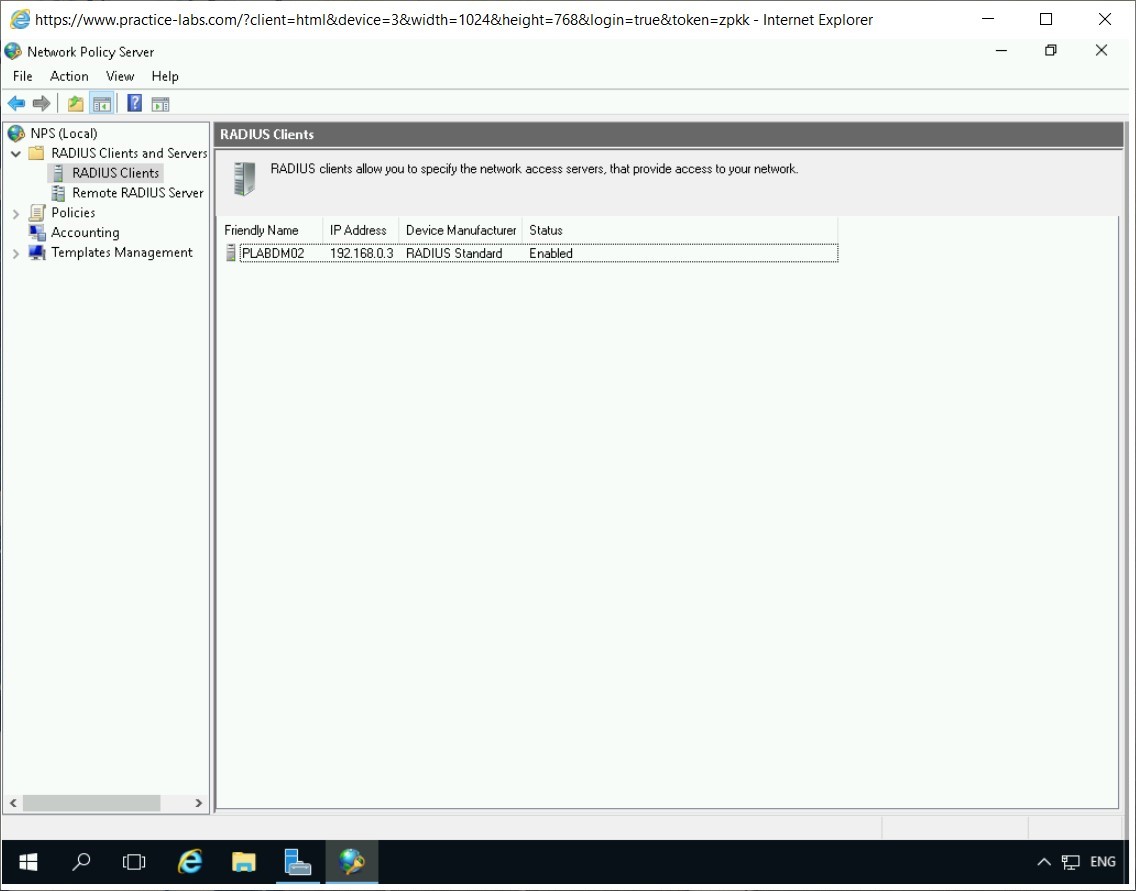 https://www.practice-labs.com/?client=html&device=3&width=1024&height=768&login=true&token=zpkk - Internet Explorer
Network Policy Server
File Action View Help
NPS (Local)
RADIUS Clients and Servers
RADIUS Clients
Remote RADIUS Server
Policies
Accounting
Templates Management
RADIUS Clients
RADIUS clients allow you to specify the network access servers, that provide access to your network.
Friendly Name IP Address Device Manufacturer Status
PLABDM02 192.168.0.3 RADIUS Standard Enabled
ENG